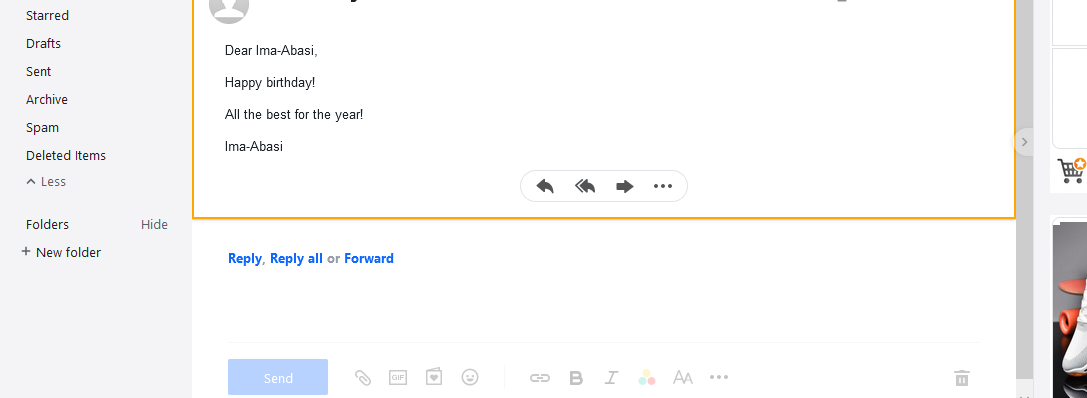 Starred
Drafts
Sent
Archive
Spam
Deleted Items
Less
Folders Hide
+ New folder
Dear Ima-Abasi,
Happy birthday!
All the best for the year!
Ima-Abasi
Reply, Reply all or Forward
Send GIF B I AA